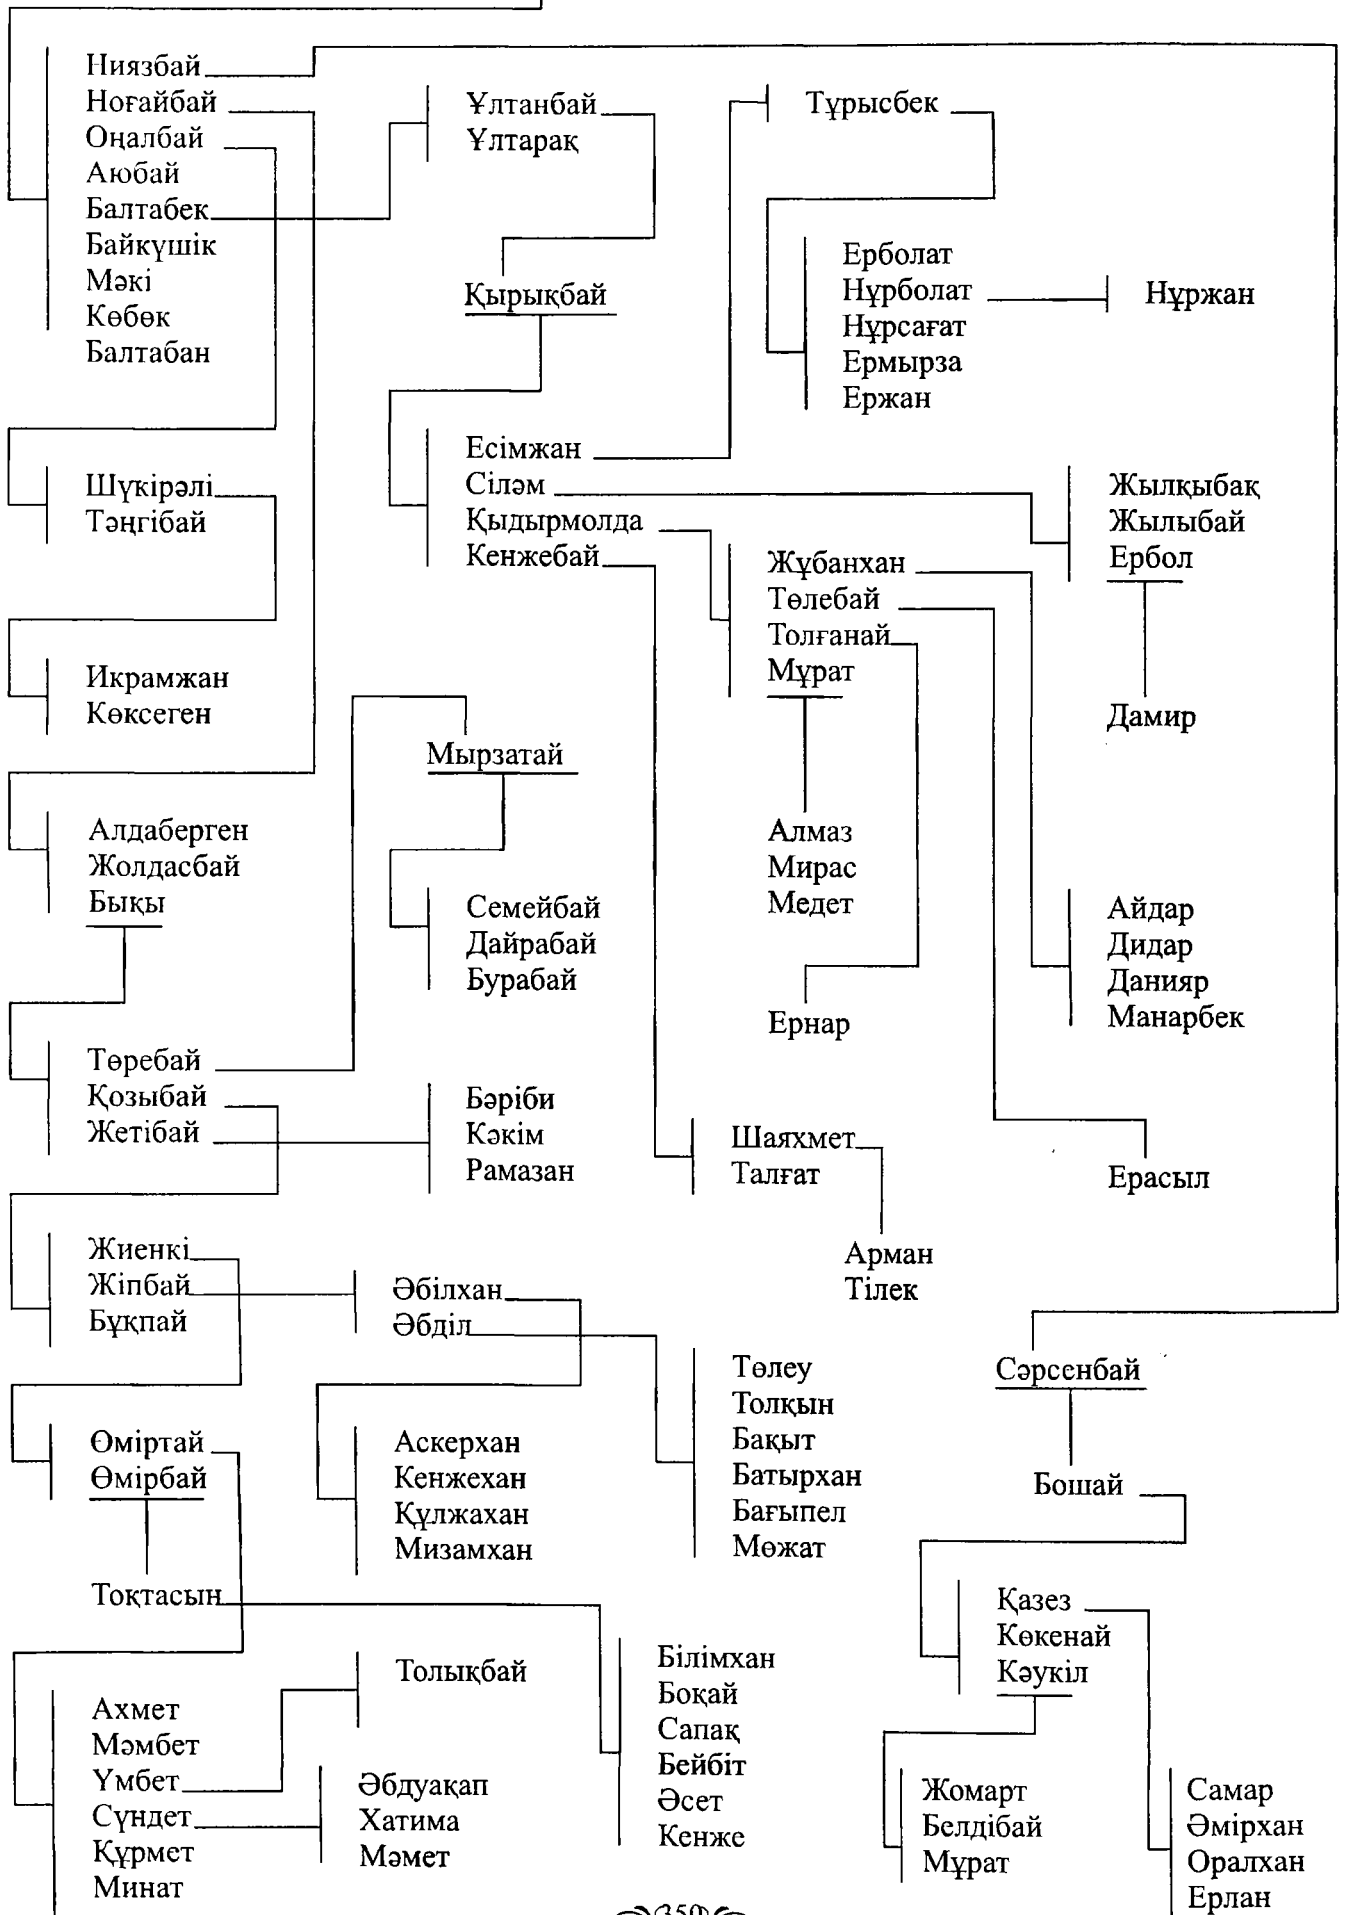 Ниязбай
Ноғайбай
Оңалбай
Аюбай
Балтабек
Байкүшік
Мәкі
Көбөк
Балтабан
Ұлтанбай
Ұлтарақ
Тұрысбек
Қырықбай
Ерболат
Нұрболат
Нұрсағат
Ермырза
Ержан
Нұржан
Есімжан
Сіләм
Қыдырмолда
Кенжебай
Шүкірәлі
Тәңгібай
Жылқыбақ
Жылыбай
Ербол
Жұбанхан
Төлебай
Толғанай
Мұрат
Икрамжан
Көксеген
Дамир
Мырзатай
Алдаберген
Жолдасбай
Бықы
Алмаз
Мирас
Медет
Семейбай
Дайрабай
Бурабай
Айдар
Дидар
Данияр
Манарбек
Ернар
Төребай
Қозыбай
Жетібай
Бәріби
Кәкім
Рамазан
Шаяхмет
Талғат
Ерасыл
Жиенкі
Жіпбай
Бұқпай
Әбілхан
Әбділ
Арман
Тілек
Төлеу
Толқын
Бақыт
Батырхан
Бағыпел
Мөжат
Сәрсенбай
Өміртай
Өмірбай
Аскерхан
Кенжехан
Құлжахан
Мизамхан
Бошай
Тоқтасын
Қазез
Көкенай
Кәукіл
Толықбай
Білімхан
Боқай
Сапақ
Бейбіт
Әсет
Кенже
Ахмет
Мәмбет
Үмбет
Сүндет
Құрмет
Минат
Әбдуақап
Хатима
Мәмет
Жомарт
Белдібай
Мұрат
Самар
Әмірхан
Оралхан
Ерлан
350